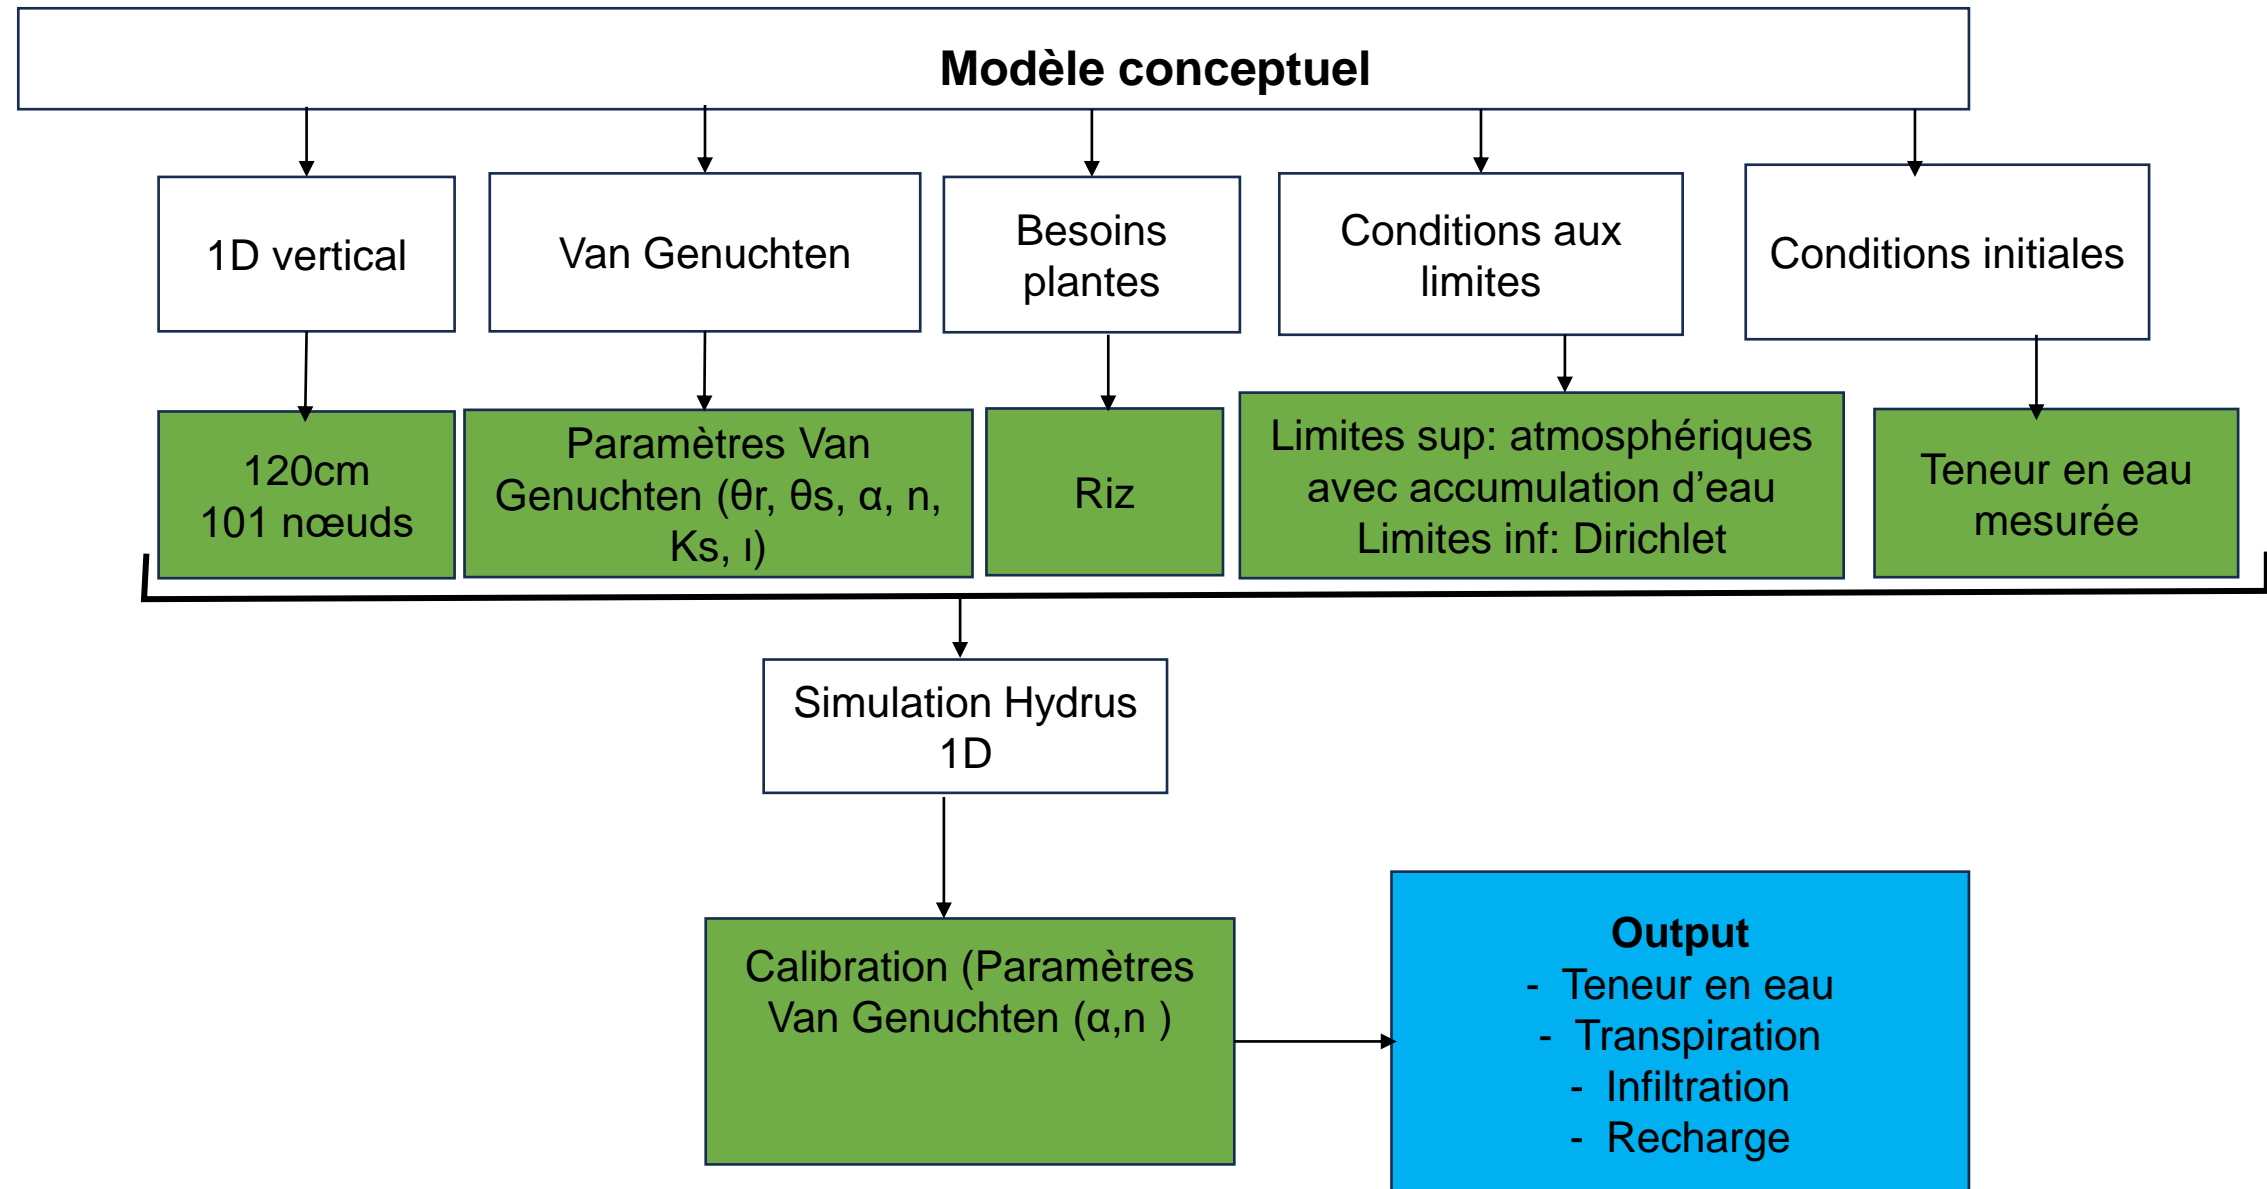 Modèle conceptuel
1D vertical
Van Genuchten
Besoins
plantes
Conditions aux
limites
Conditions initiales
120cm
101 nœuds
Paramètres Van
Genuchten (θr, θs, α, n,
Ks, ı)
Riz
Limites sup: atmosphériques
avec accumulation d’eau
Limites inf: Dirichlet
Teneur en eau
mesurée
Simulation Hydrus
1D
Calibration (Paramètres
Van Genuchten (α,n )
Output
- Teneur en eau
- Transpiration
- Infiltration
- Recharge